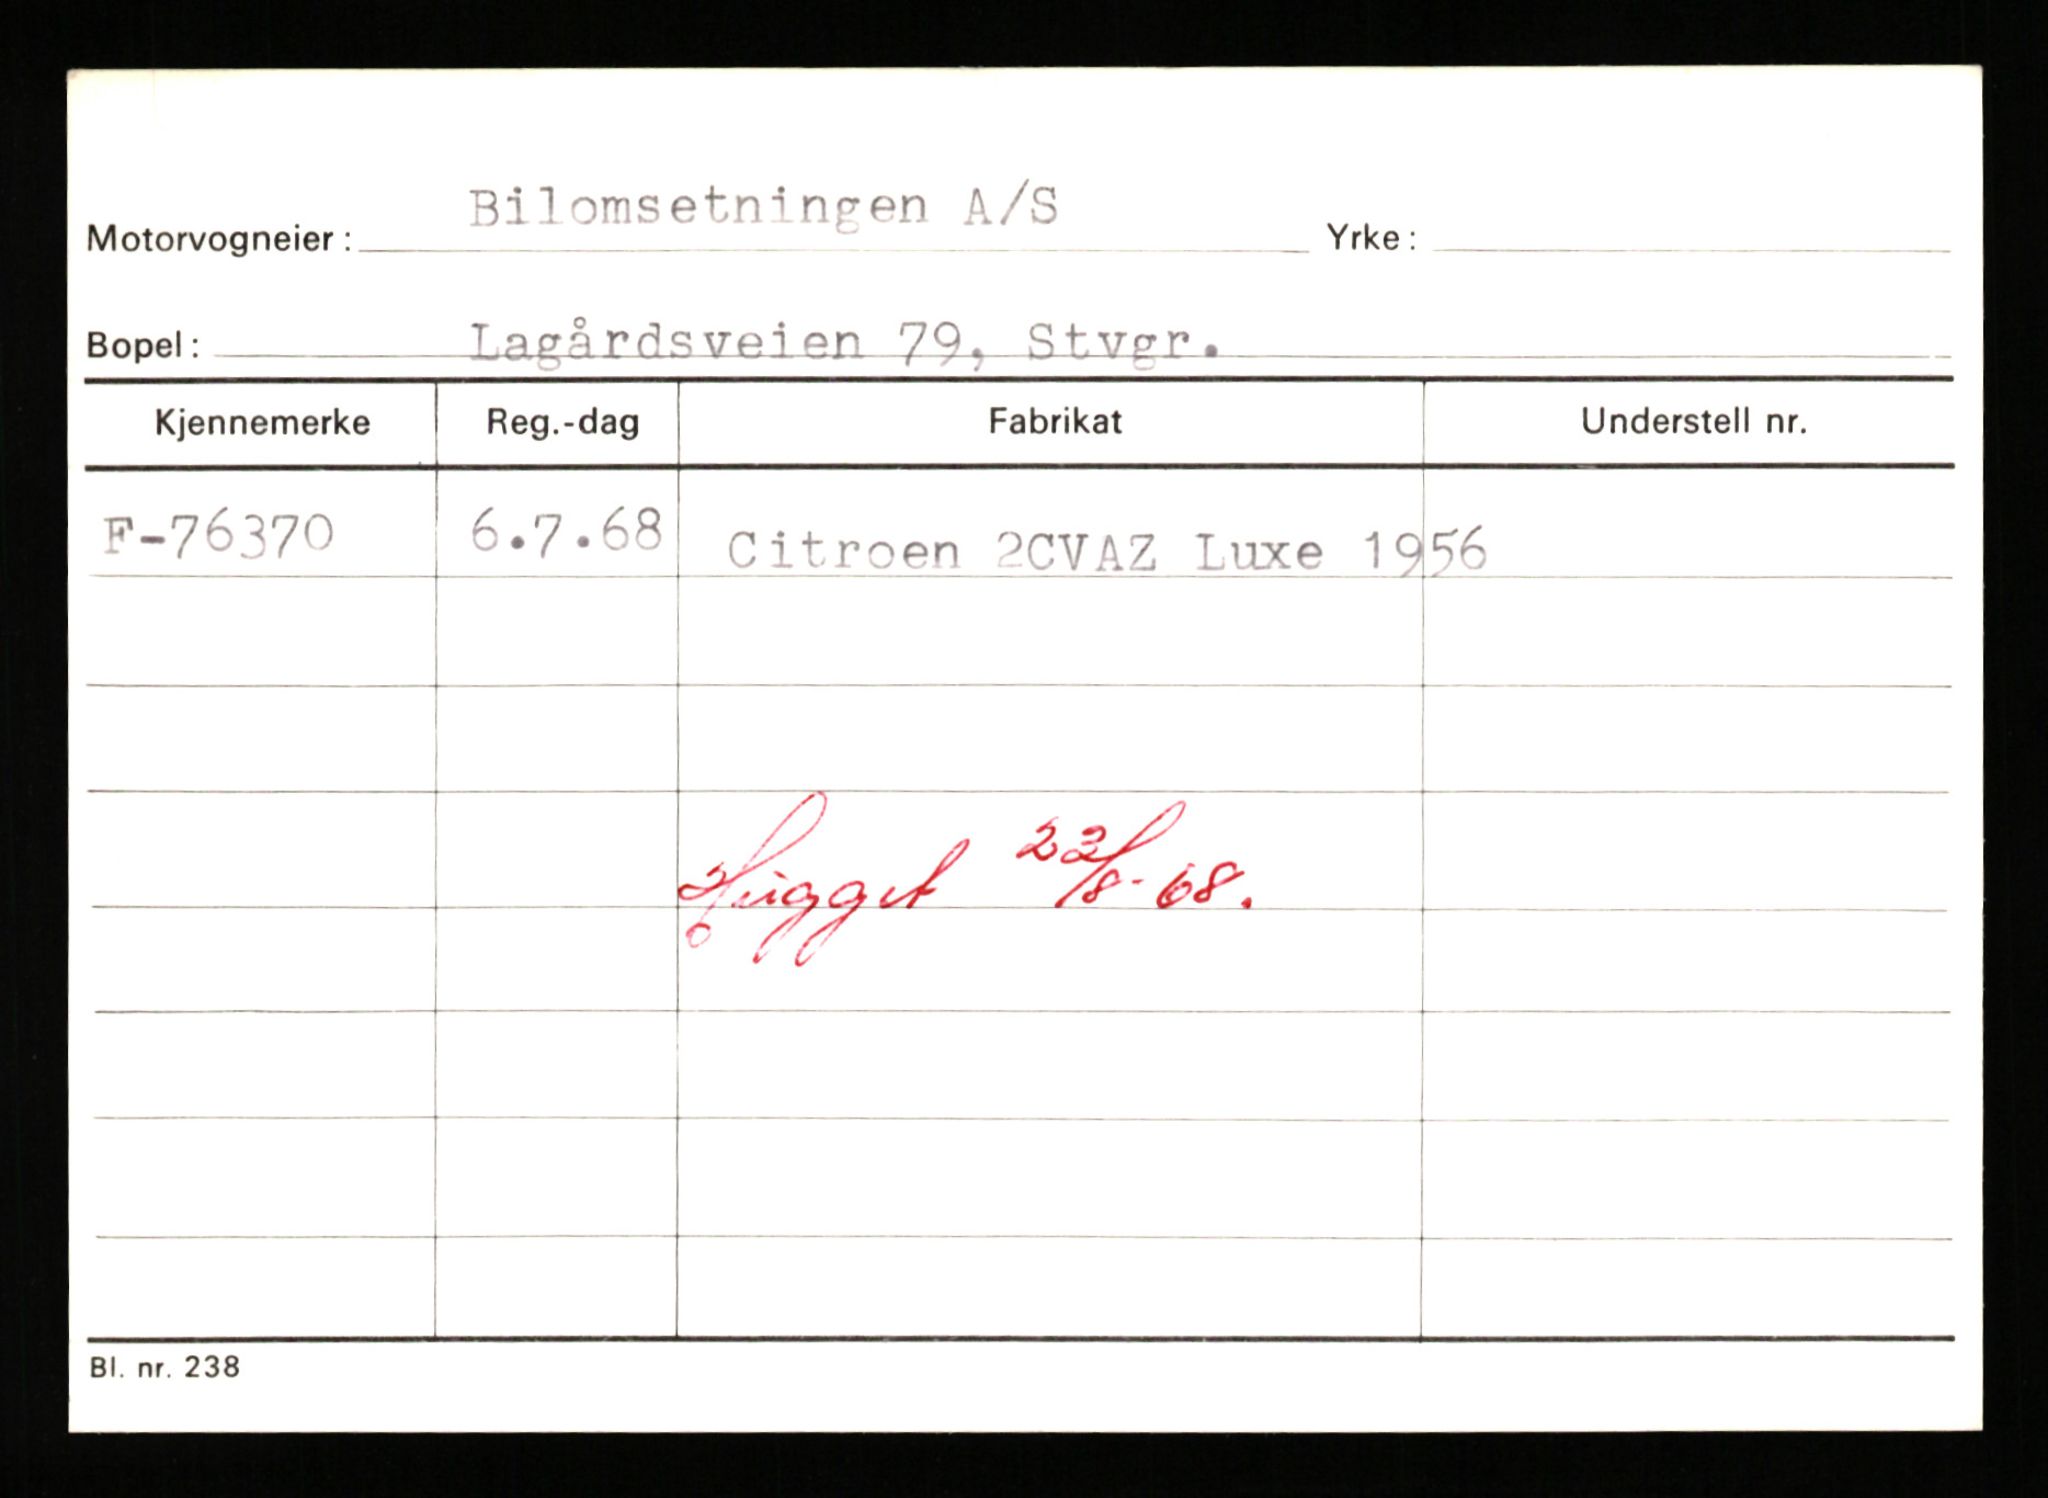 Motorvogneier: Bilomsetningen A/S Yrke:
Bopel: Lagårdsveien 79, Stvgr.
Kjennemerke Reg.-dag Fabrikat Understell nr.
F-76370 6.7.68 Citroen 2CVAZ Luxe 1956
Hugget 23/8-68.
Bl. nr. 238